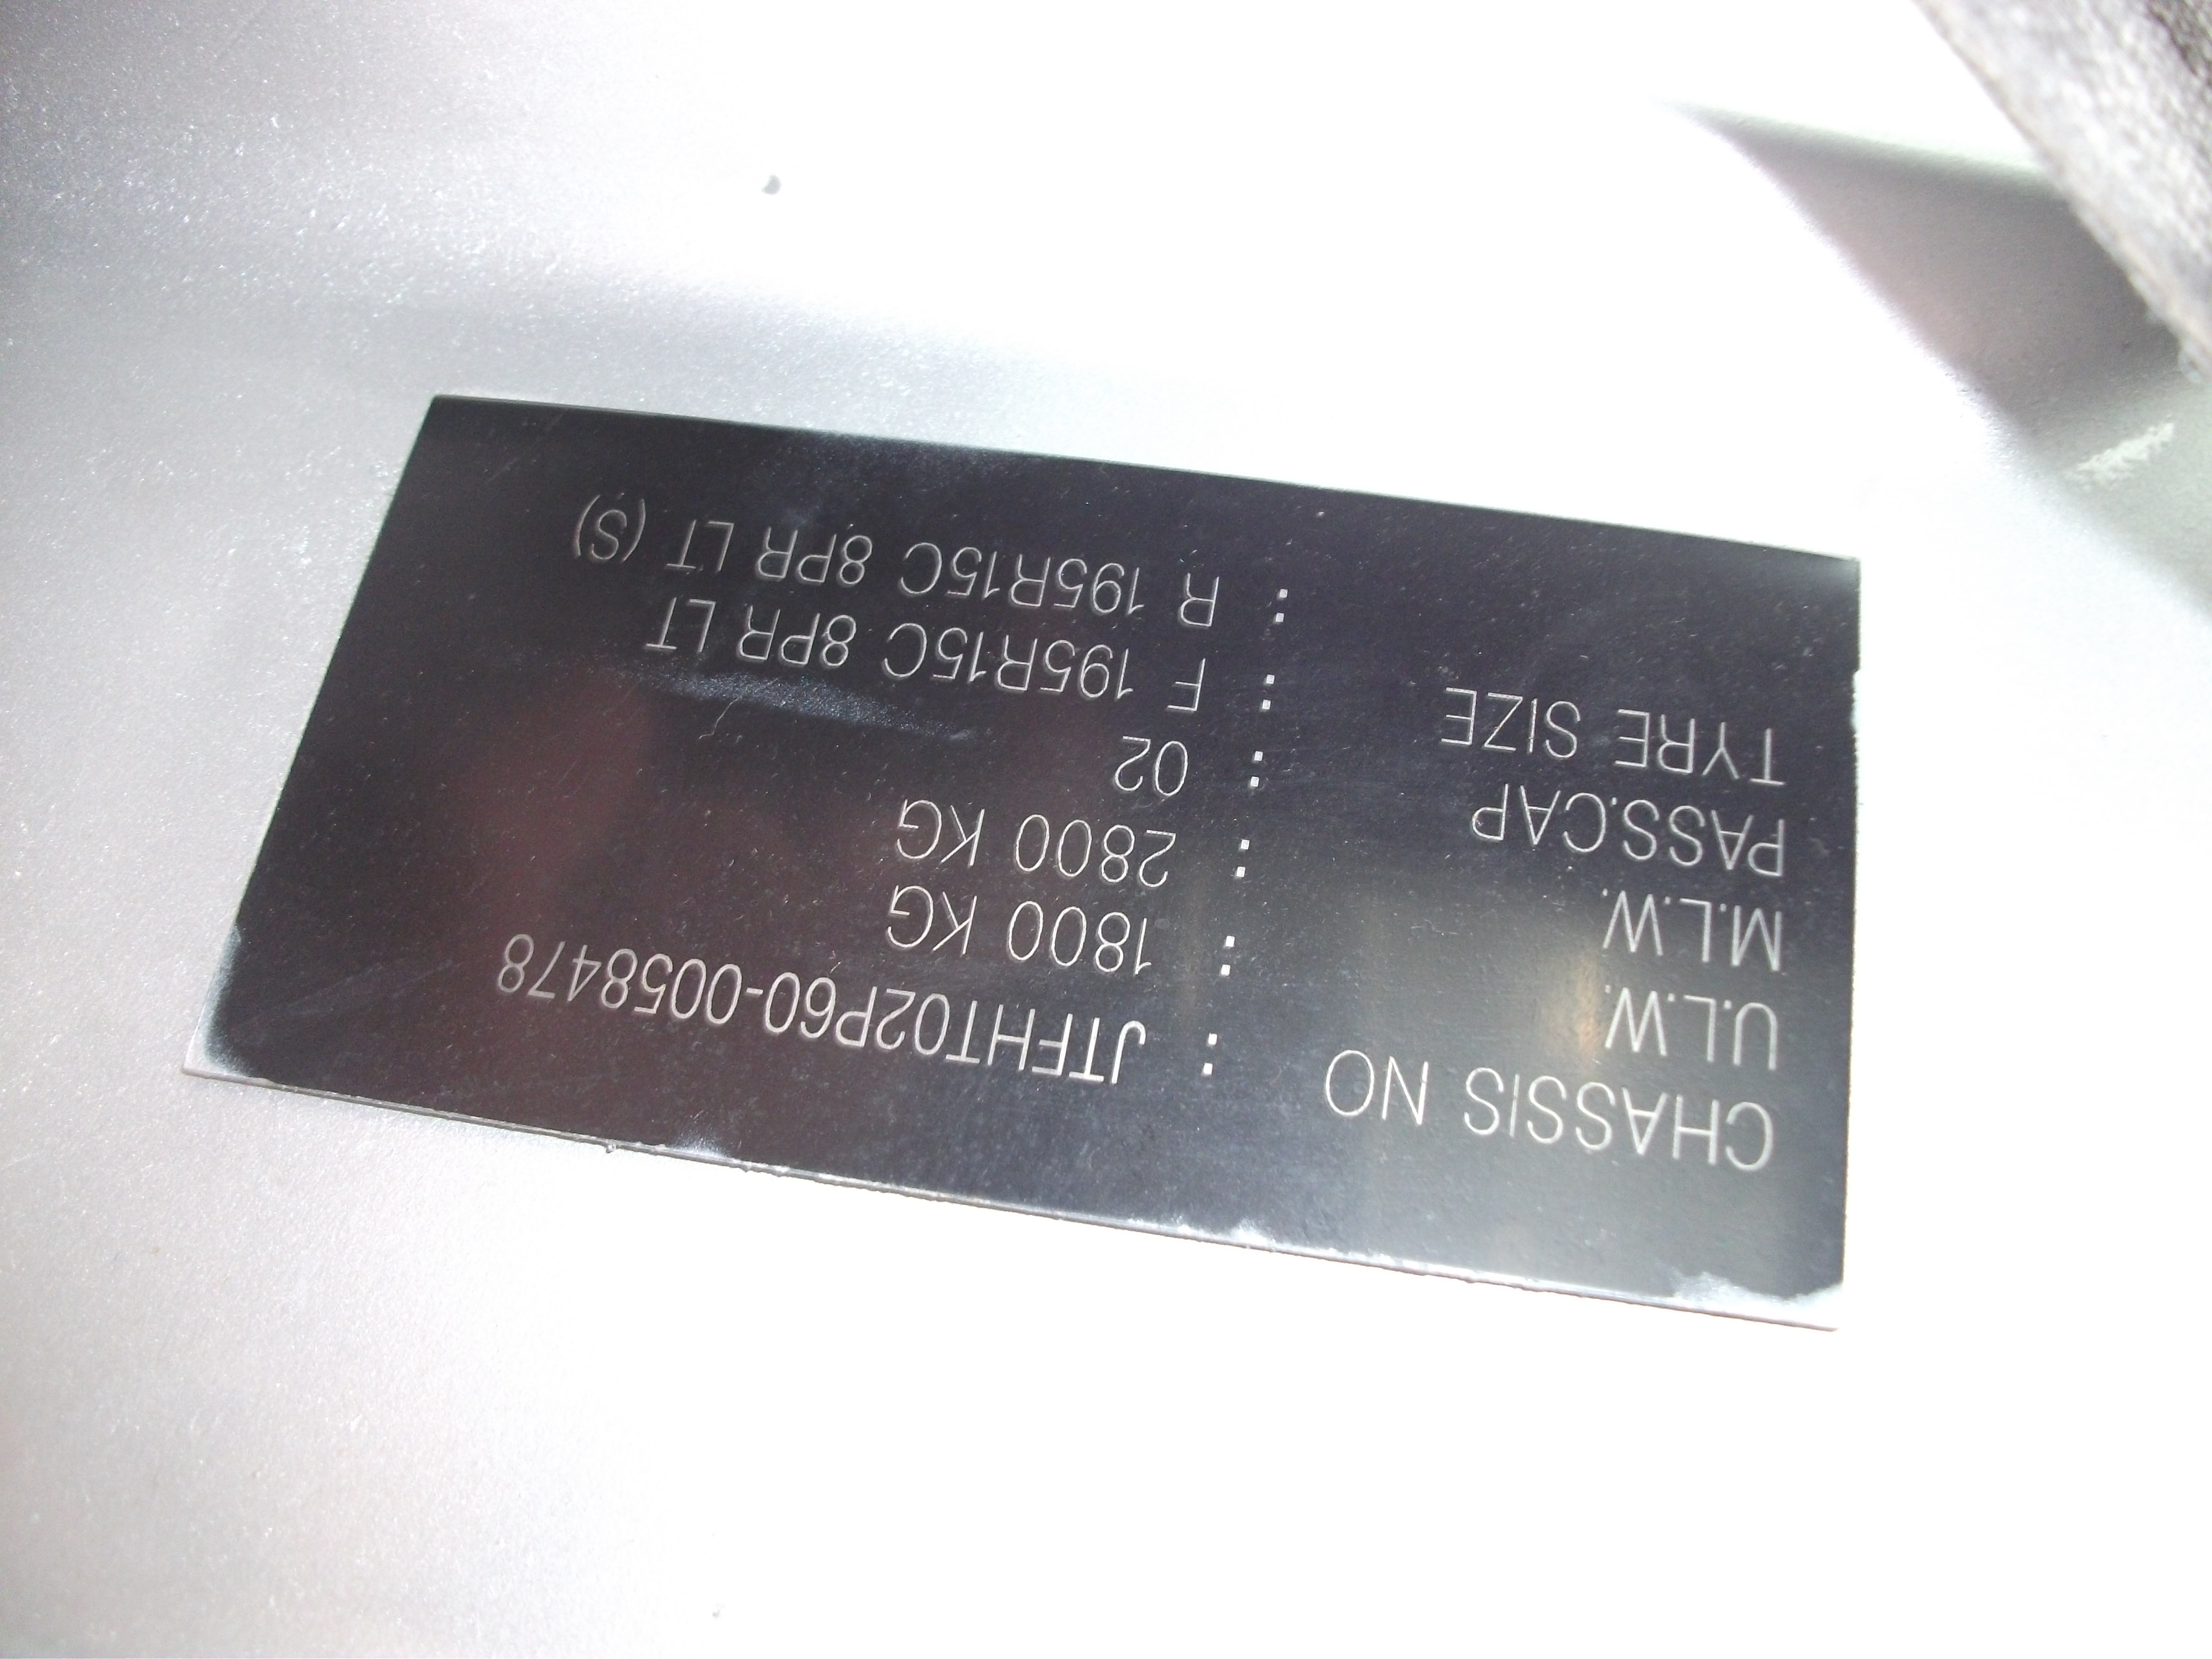 CHASSIS NO : JTFHT02P60-0058478
U.L.W. : 1800 KG
M.L.W. : 2800 KG
PASS.CAP : 02
TYRE SIZE : F 195R15C 8PR LT
: R 195R15C 8PR LT (S)